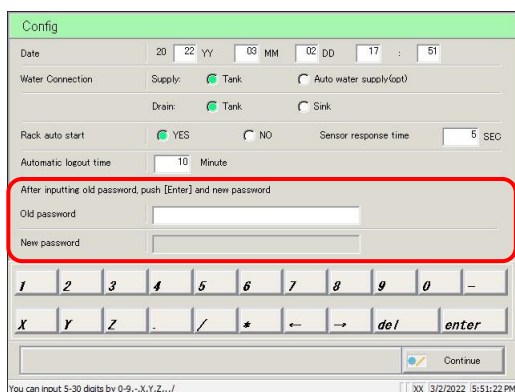 Config
Date 20 22 YY 03 MM 02 DD 17 : 51
Water Connection Supply: Tank Auto water supply(opt)
Drain: Tank Sink
Rack auto start YES NO Sensor response time 5 SEC
Automatic logout time 10 Minute
After inputting old password, push [Enter] and new password
Old password
New password
1 2 3 4 5 6 7 8 9 0 -
X Y Z . / * ← → del enter
Continue
You can input 5-30 digits by 0-9,-,X,Y,Z,.,*,/ XX 3/2/2022 5:51:22 PM